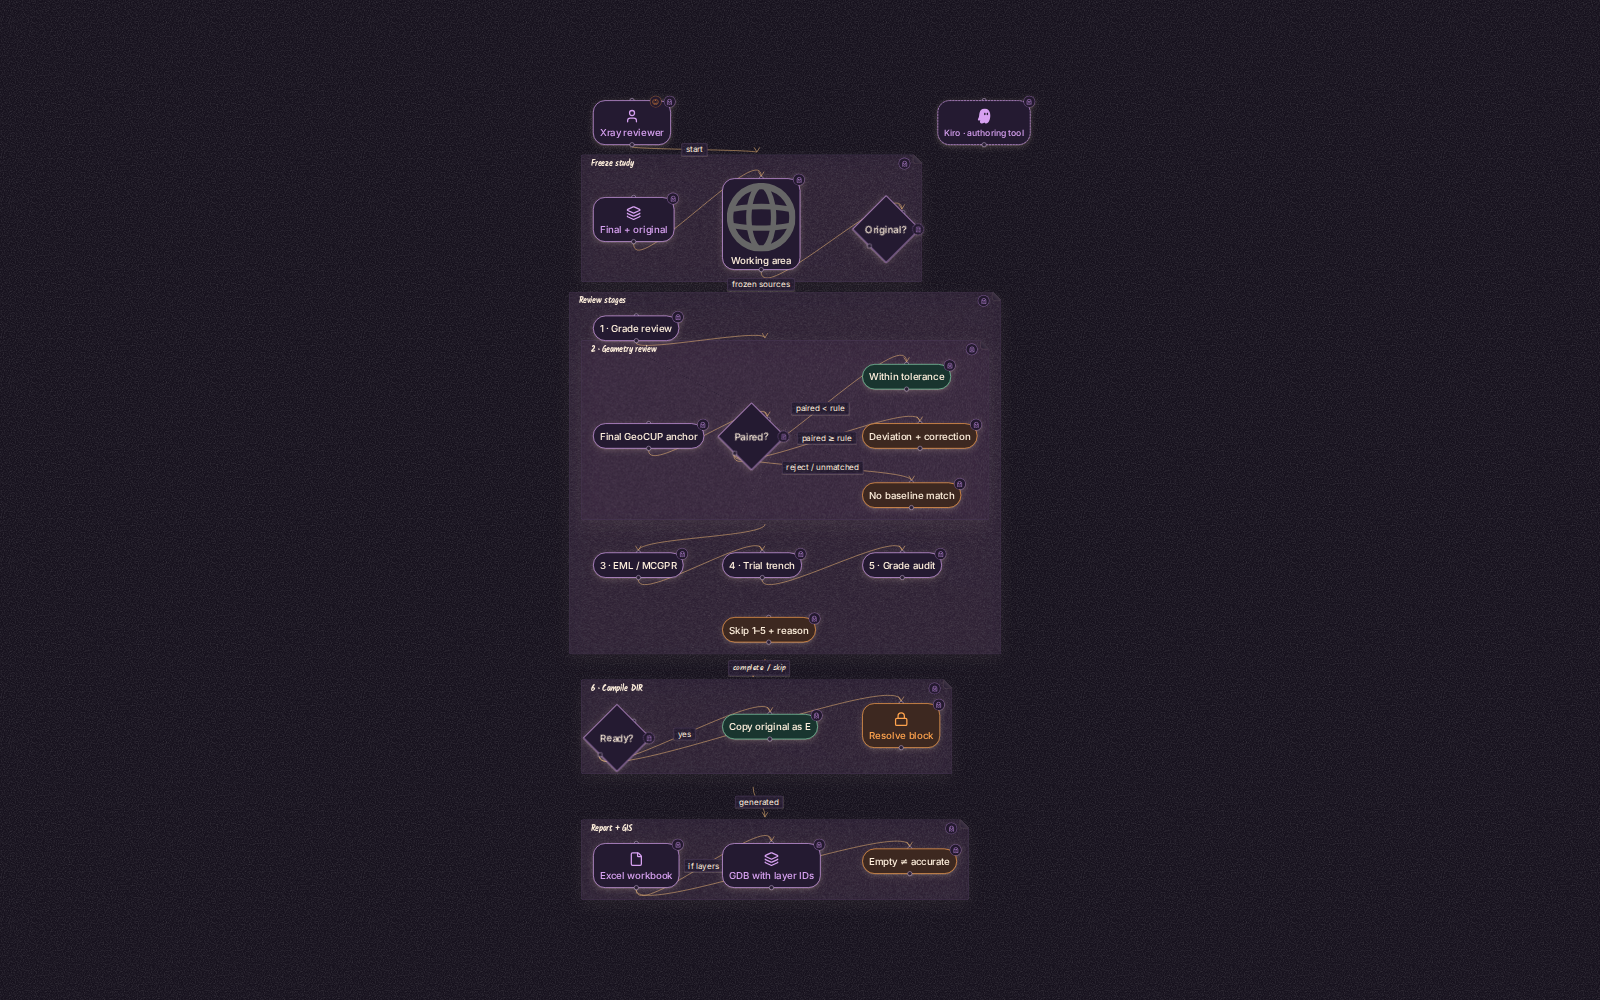 Xray reviewer
Kiro · authoring tool
start
Freeze study
Final + original
Working area
Original?
frozen sources
Review stages
1 · Grade review
2 · Geometry review
Within tolerance
paired < rule
Final GeoCUP anchor
Paired?
paired ≥ rule
Deviation + correction
reject / unmatched
No baseline match
3 · EML / MCGPR
4 · Trial trench
5 · Grade audit
Skip 1–5 + reason
complete / skip
6 · Compile DIR
Ready?
yes
Copy original as E
Resolve block
generated
Report + GIS
Excel workbook
if layers
GDB with layer IDs
Empty ≠ accurate